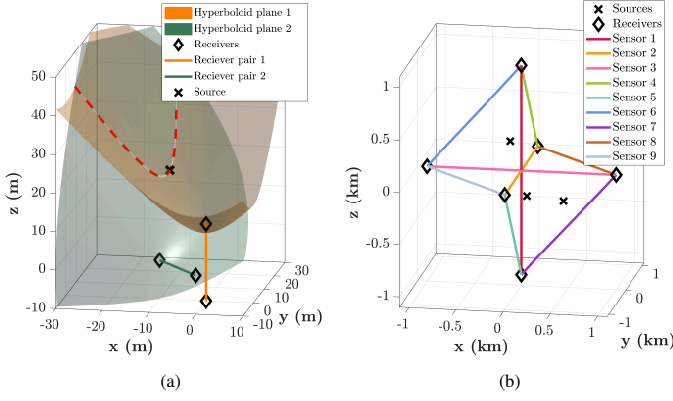 Hyperboloid plane 1
Hyperboloid plane 2
Receivers
Reciever pair 1
Reciever pair 2
Source
50
40
30
20
10
0
-10
z (m)
-30
-20
-10
0
10
x (m)
-10
0
10
20
30
y (m)
(a)
Sources
Receivers
Sensor 1
Sensor 2
Sensor 3
Sensor 4
Sensor 5
Sensor 6
Sensor 7
Sensor 8
Sensor 9
1
0.5
0
-0.5
-1
z (km)
-1
-0.5
0
0.5
1
x (km)
-1
0
1
y (km)
(b)